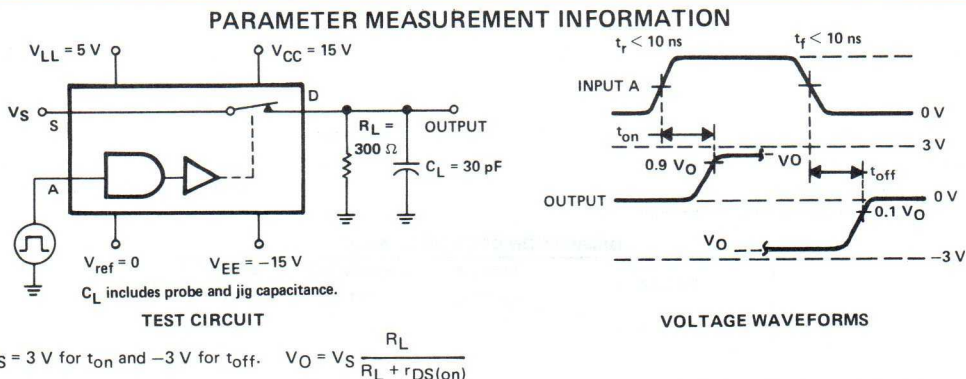 PARAMETER MEASUREMENT INFORMATION
VLL = 5 V
VCC = 15 V
VS
S
D
RL =
300 Ω
OUTPUT
CL = 30 pF
A
Vref = 0
VEE = −15 V
CL includes probe and jig capacitance.
TEST CIRCUIT
tr < 10 ns
tf < 10 ns
INPUT A
0 V
ton
3 V
0.9 VO
VO
toff
OUTPUT
0 V
0.1 VO
VO
−3 V
VOLTAGE WAVEFORMS
S = 3 V for ton and −3 V for toff. VO = VS RL
RL + rDS(on)